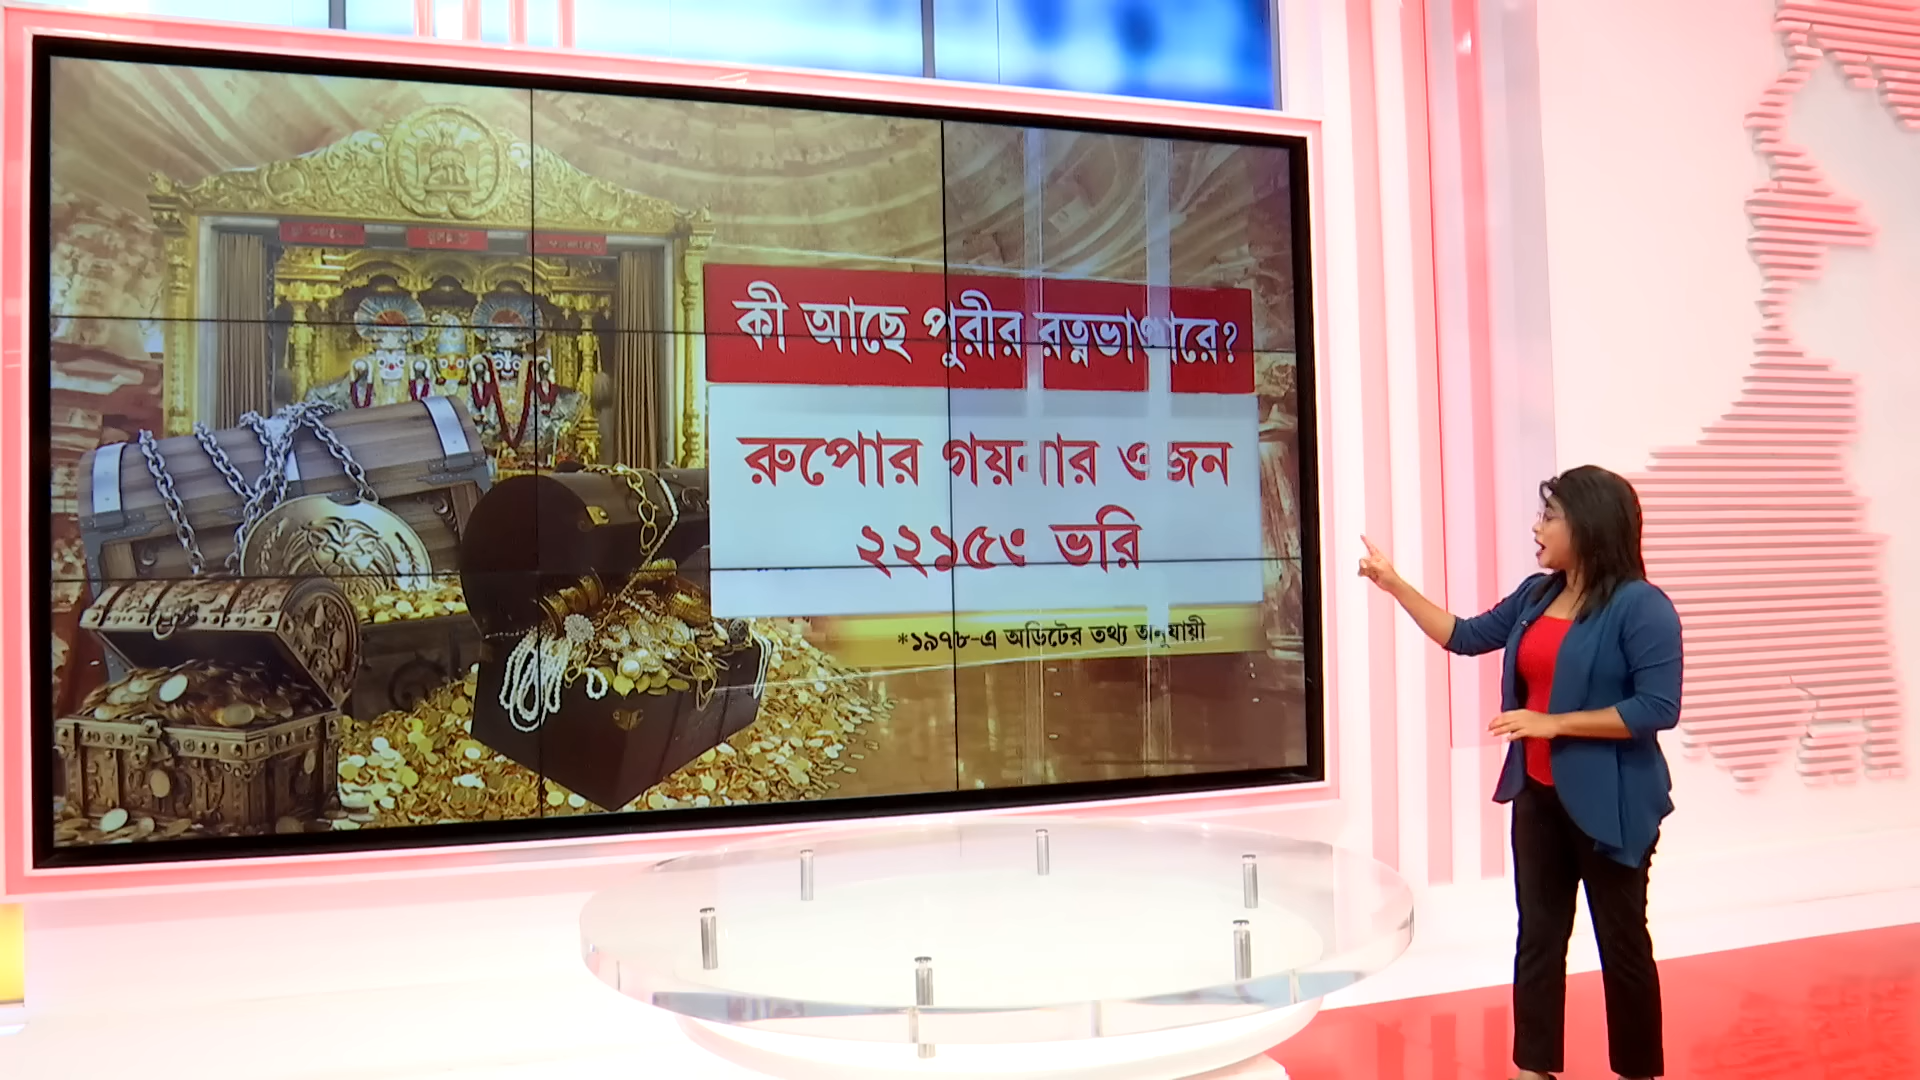 কী আছে পুরীর রত্নভাণ্ডারে?
রুপোর গয়নার ওজন
২২১৫৩ ভরি
*১৯৭৮-এ অডিটের তথ্য অনুযায়ী